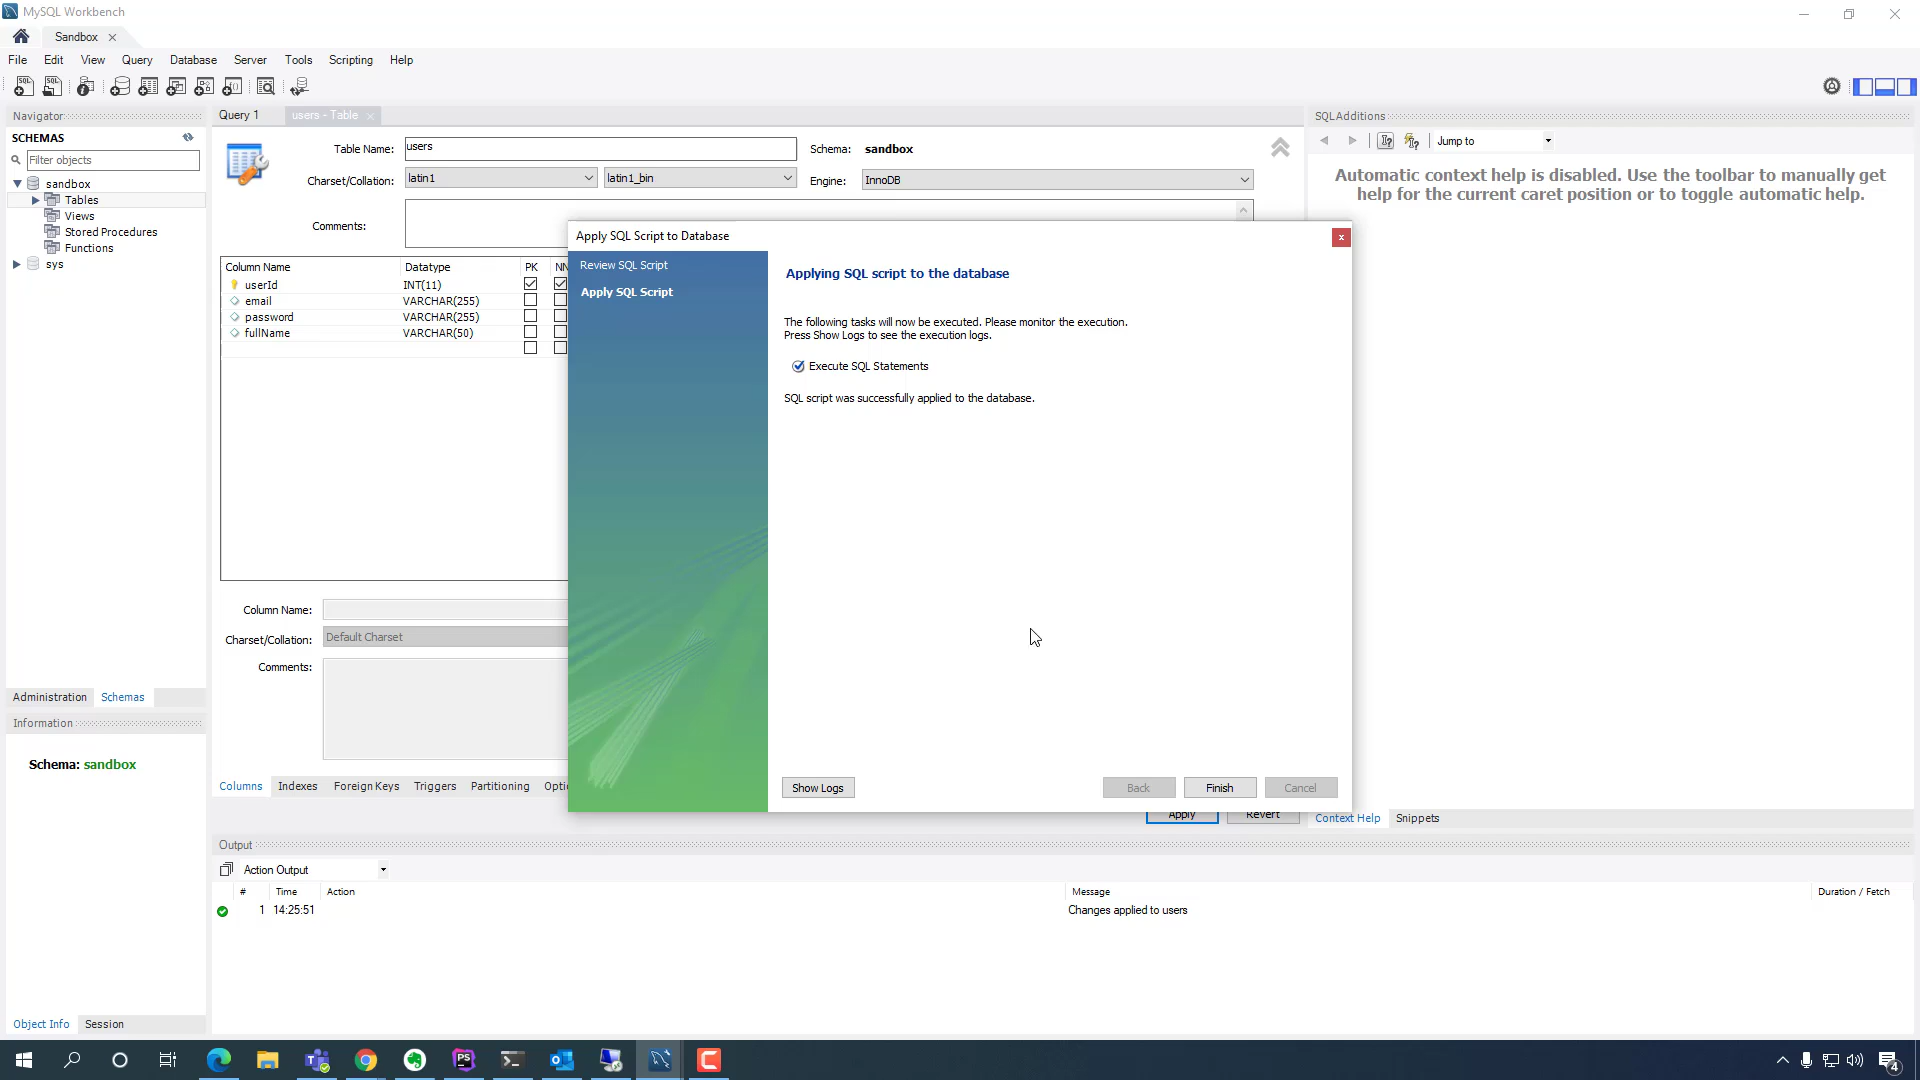 MySQL Workbench
Sandbox
File Edit View Query Database Server Tools Scripting Help
Navigator
SCHEMAS
Filter objects
sandbox
Tables
Views
Stored Procedures
Functions
sys
Administration Schemas
Information
Schema: sandbox
Object Info Session
Query 1 users - Table
Table Name: users Schema: sandbox
Charset/Collation: latin1 latin1_bin Engine: InnoDB
Comments:
Column Name Datatype PK NN
userId INT(11)
email VARCHAR(255)
password VARCHAR(255)
fullName VARCHAR(50)
Column Name:
Charset/Collation: Default Charset
Comments:
Columns Indexes Foreign Keys Triggers Partitioning
Apply SQL Script to Database
Review SQL Script
Apply SQL Script
Applying SQL script to the database
The following tasks will now be executed. Please monitor the execution.
Press Show Logs to see the execution logs.
Execute SQL Statements
SQL script was successfully applied to the database.
Show Logs Back Finish Cancel
Apply Revert
SQLAdditions
Jump to
Automatic context help is disabled. Use the toolbar to manually get
help for the current caret position or to toggle automatic help.
Context Help Snippets
Output
Action Output
# Time Action Message Duration / Fetch
1 14:25:51 Changes applied to users
4